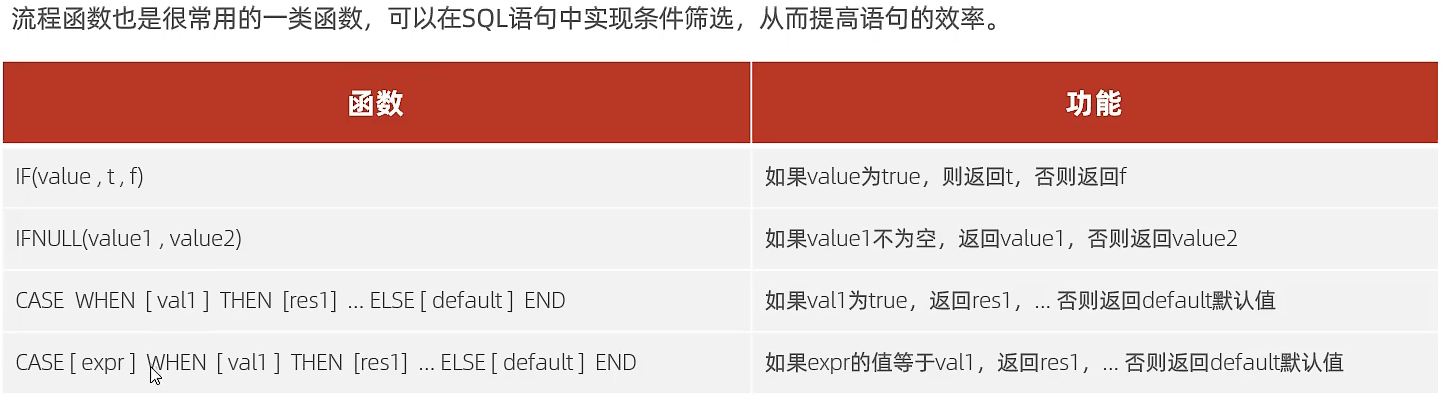 流程函数也是很常用的一类函数，可以在SQL语句中实现条件筛选，从而提高语句的效率。
函数 功能
IF(value , t , f) 如果value为true，则返回t，否则返回f
IFNULL(value1 , value2) 如果value1不为空，返回value1，否则返回value2
CASE WHEN [ val1 ] THEN [res1] ... ELSE [ default ] END 如果val1为true，返回res1，... 否则返回default默认值
CASE [ expr ] WHEN [ val1 ] THEN [res1] ... ELSE [ default ] END 如果expr的值等于val1，返回res1，... 否则返回default默认值